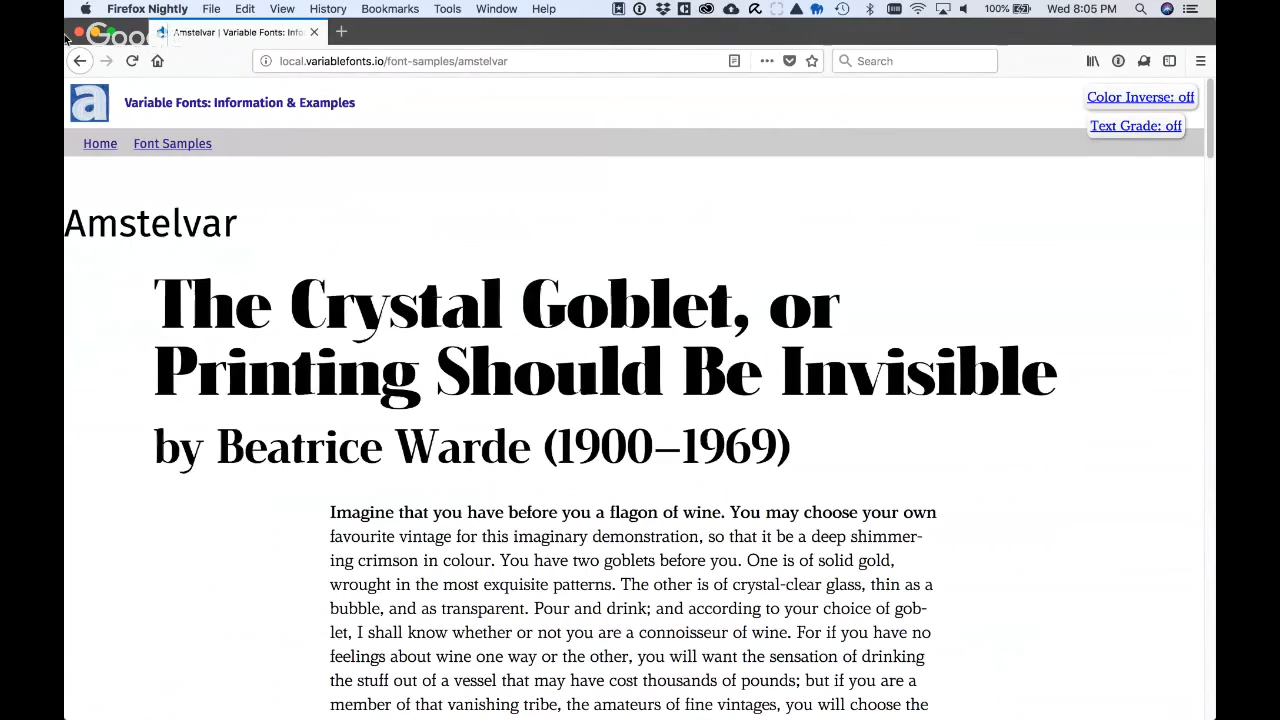 Firefox Nightly File Edit View History Bookmarks Tools Window Help 100% Wed 8:05 PM
Google
Amstelvar | Variable Fonts: Info
local.variablefonts.io/font-samples/amstelvar
Search
a
Variable Fonts: Information & Examples
Color Inverse: off
Text Grade: off
Home Font Samples
Amstelvar
The Crystal Goblet, or
Printing Should Be Invisible
by Beatrice Warde (1900–1969)
Imagine that you have before you a flagon of wine. You may choose your own
favourite vintage for this imaginary demonstration, so that it be a deep shimmer-
ing crimson in colour. You have two goblets before you. One is of solid gold,
wrought in the most exquisite patterns. The other is of crystal-clear glass, thin as a
bubble, and as transparent. Pour and drink; and according to your choice of gob-
let, I shall know whether or not you are a connoisseur of wine. For if you have no
feelings about wine one way or the other, you will want the sensation of drinking
the stuff out of a vessel that may have cost thousands of pounds; but if you are a
member of that vanishing tribe, the amateurs of fine vintages, you will choose the